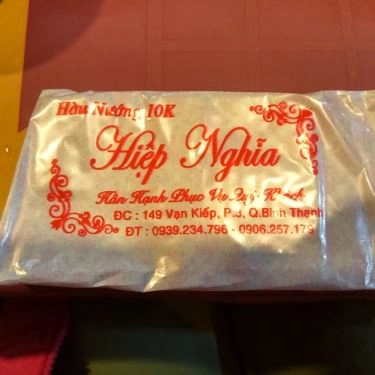 Hàu Nướng 10K
Hiệp Nghĩa
Hân Hạnh Phục Vụ Quý Khách
ĐC : 149 Vạn Kiếp, P.3, Q.Bình Thạnh
ĐT : 0939.234.796 - 0906.257.179